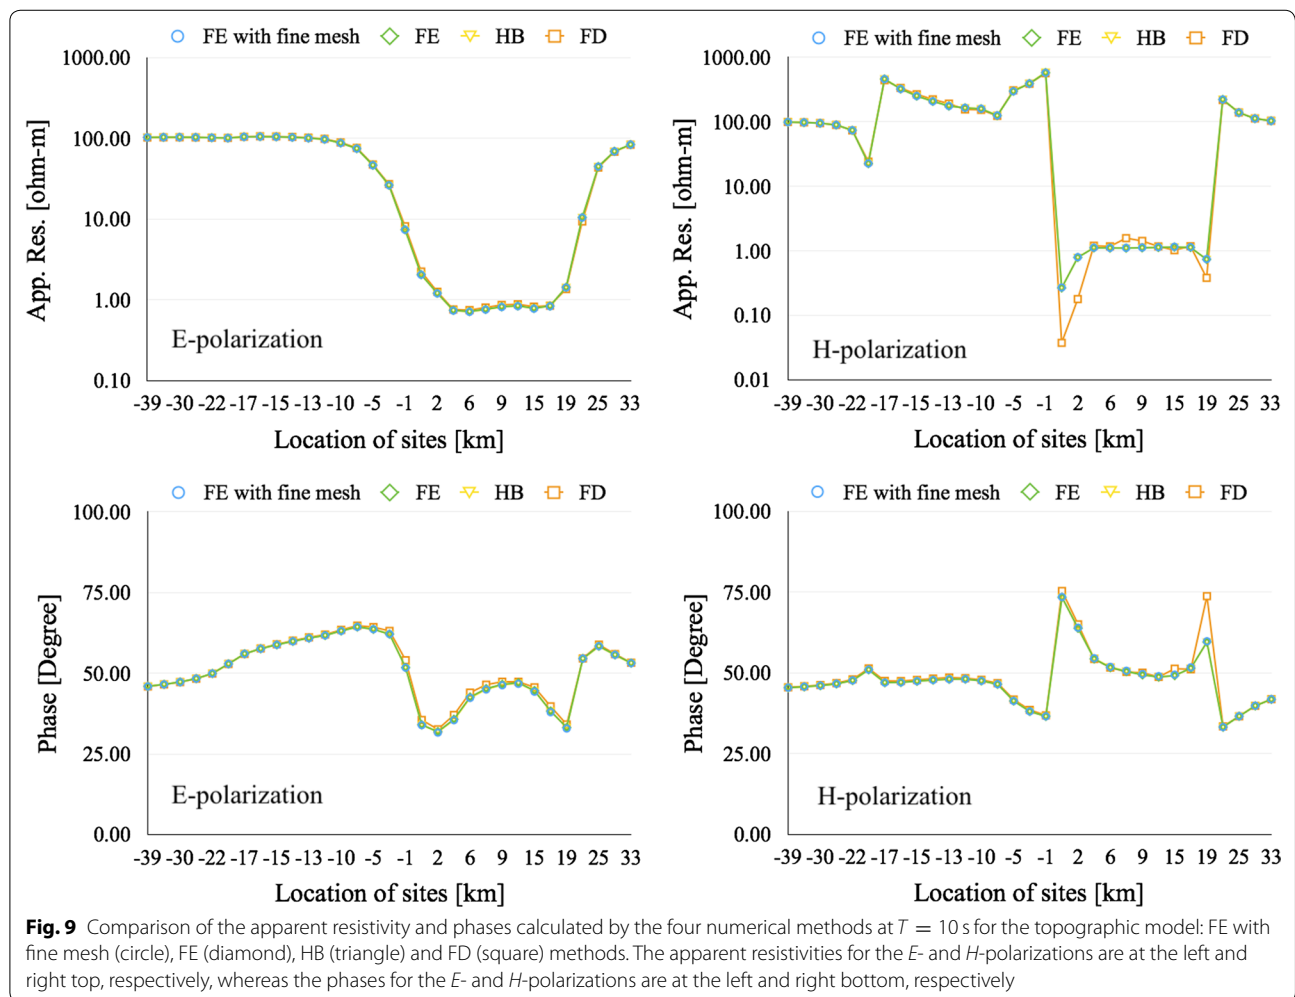 FE with fine mesh FE HB FD
1000.00
100.00
10.00
1.00
0.10
App. Res. [ohm-m]
E-polarization
-39 -30 -22 -17 -15 -13 -10 -5 -1 2 6 9 15 19 25 33
Location of sites [km]
FE with fine mesh FE HB FD
1000.00
100.00
10.00
1.00
0.10
0.01
App. Res. [ohm-m]
H-polarization
-39 -30 -22 -17 -15 -13 -10 -5 -1 2 6 9 15 19 25 33
Location of sites [km]
FE with fine mesh FE HB FD
100.00
75.00
50.00
25.00
0.00
Phase [Degree]
E-polarization
-39 -30 -22 -17 -15 -13 -10 -5 -1 2 6 9 15 19 25 33
Location of sites [km]
FE with fine mesh FE HB FD
100.00
75.00
50.00
25.00
0.00
Phase [Degree]
H-polarization
-39 -30 -22 -17 -15 -13 -10 -5 -1 2 6 9 15 19 25 33
Location of sites [km]
Fig. 9 Comparison of the apparent resistivity and phases calculated by the four numerical methods at T = 10 s for the topographic model: FE with
fine mesh (circle), FE (diamond), HB (triangle) and FD (square) methods. The apparent resistivities for the E- and H-polarizations are at the left and
right top, respectively, whereas the phases for the E- and H-polarizations are at the left and right bottom, respectively